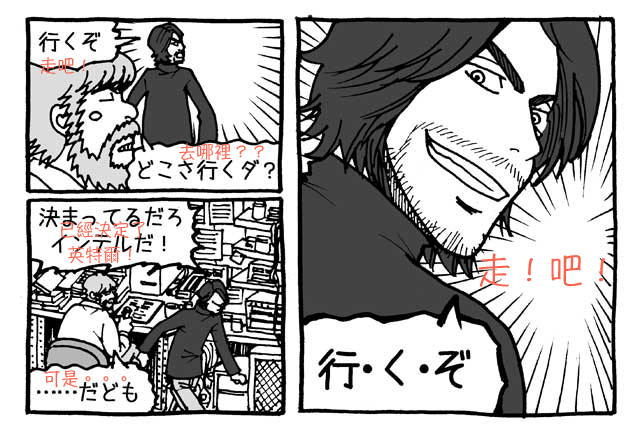 行くぞ
走吧！
去哪裡？？
どこさ行くダ？
決まってるだろ
已經決定了
インテルだ！
英特爾！
可是。。。
……だども
走！吧！
行・く・ぞ